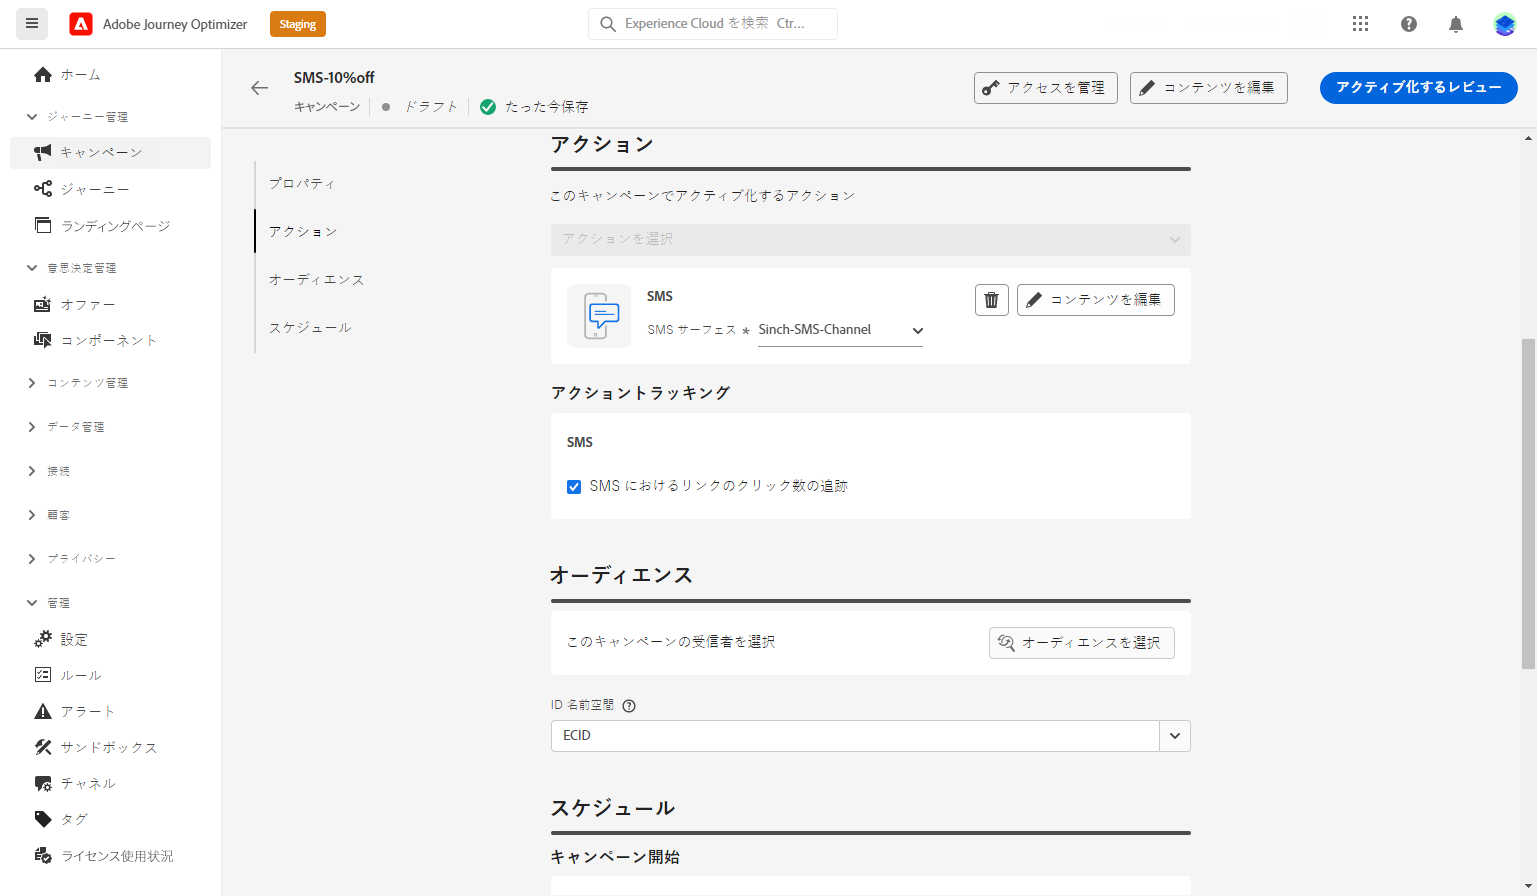 Adobe Journey Optimizer
Staging
Experience Cloud を検索 Ctr...
ホーム
ジャーニー管理
キャンペーン
ジャーニー
ランディングページ
意思決定管理
オファー
コンポーネント
コンテンツ管理
データ管理
接続
顧客
プライバシー
管理
設定
ルール
アラート
サンドボックス
チャネル
タグ
ライセンス使用状況
SMS-10%off
キャンペーン
ドラフト
たった今保存
アクセスを管理
コンテンツを編集
アクティブ化するレビュー
プロパティ
アクション
オーディエンス
スケジュール
アクション
このキャンペーンでアクティブ化するアクション
アクションを選択
SMS
SMS サーフェス * Sinch-SMS-Channel
コンテンツを編集
アクショントラッキング
SMS
SMS におけるリンクのクリック数の追跡
オーディエンス
このキャンペーンの受信者を選択
オーディエンスを選択
ID 名前空間
ECID
スケジュール
キャンペーン開始